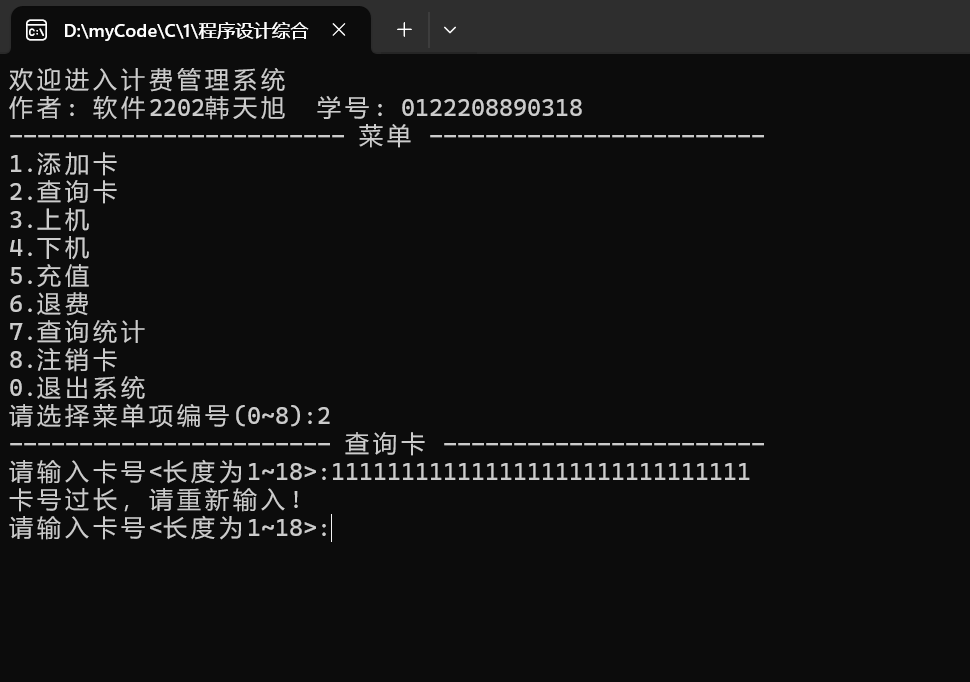 D:\myCode\C\1\程序设计综合
欢迎进入计费管理系统
作者: 软件2202韩天旭  学号: 0122208890318
------------------------ 菜单 ------------------------
1.添加卡
2.查询卡
3.上机
4.下机
5.充值
6.退费
7.查询统计
8.注销卡
0.退出系统
请选择菜单项编号(0~8):2
----------------------- 查询卡 -----------------------
请输入卡号<长度为1~18>:111111111111111111111111111111
卡号过长, 请重新输入!
请输入卡号<长度为1~18>: